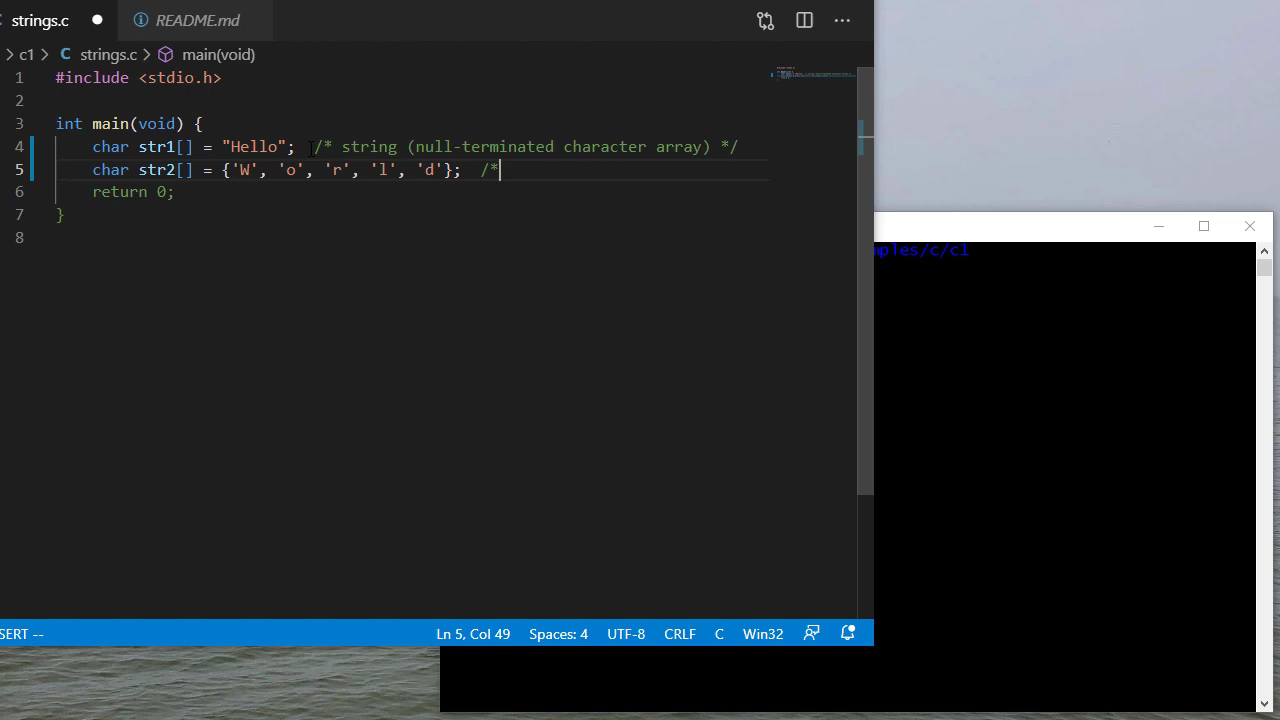 strings.c README.md
c1 C strings.c main(void)
1 #include <stdio.h>
2
3 int main(void) {
4 char str1[] = "Hello"; /* string (null-terminated character array) */
5 char str2[] = {'W', 'o', 'r', 'l', 'd'}; /*
6 return 0;
7 }
8
mples/c/c1
SERT -- Ln 5, Col 49 Spaces: 4 UTF-8 CRLF C Win32